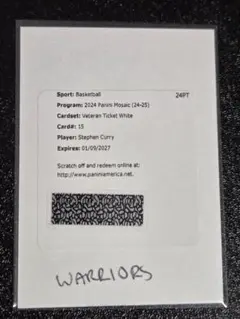 Sport: Basketball 24PT
Program: 2024 Panini Mosaic (24-25)
Cardset: Veteran Ticket White
Card#: 15
Player: Stephen Curry
Expires: 01/09/2027
Scratch off and redeem online at:
http://www.paniniamerica.net.
WARRIORS